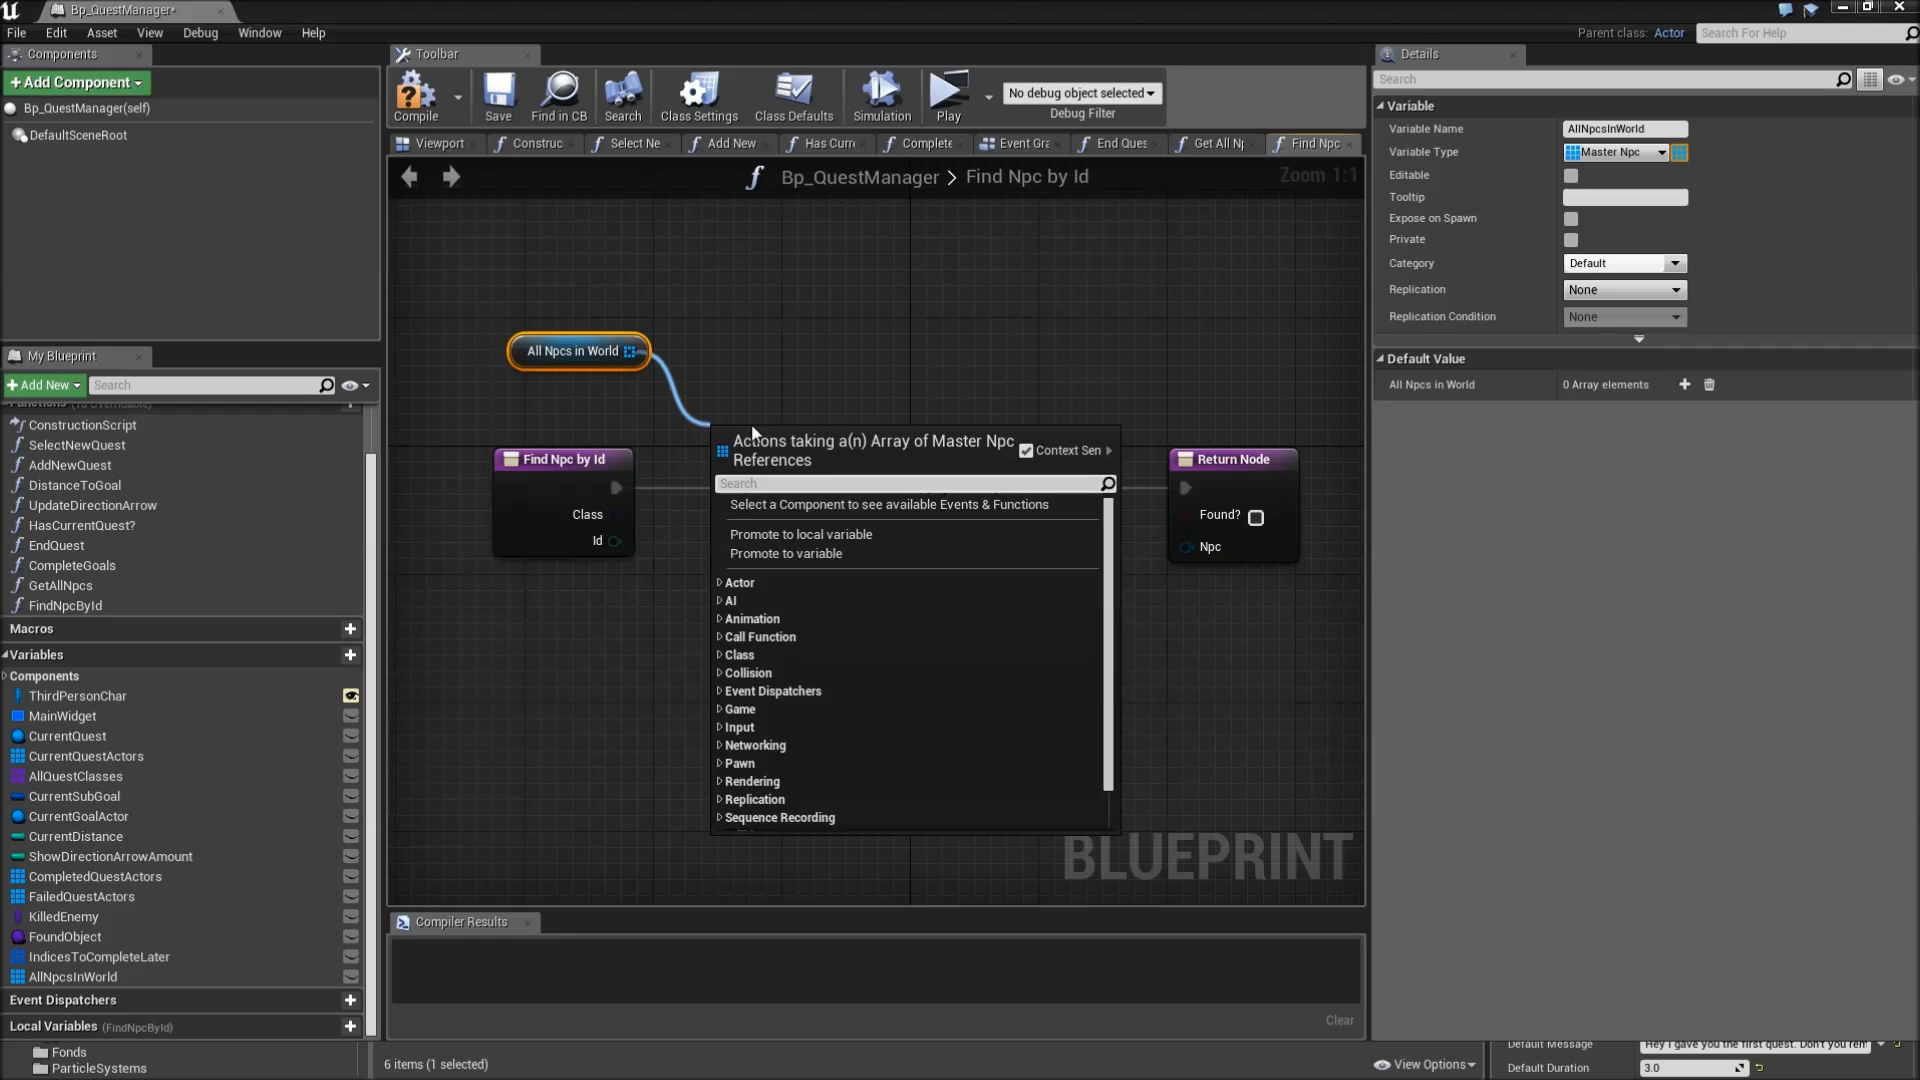 Bp_QuestManager*
File
Edit
Asset
View
Debug
Window
Help
Parent class: Actor
Search For Help
Components
+Add Component
Bp_QuestManager(self)
DefaultSceneRoot
Toolbar
Compile
Save
Find in CB
Search
Class Settings
Class Defaults
Simulation
Play
No debug object selected
Debug Filter
Viewport
Construc
Select Ne
Add New
Has Curr
Complete
Event Gra
End Ques
Get All Np
Find Npc
Bp_QuestManager > Find Npc by Id
Zoom 1:1
All Npcs in World
Find Npc by Id
Class
Id
Actions taking a(n) Array of Master Npc
References
Context Sen
Search
Select a Component to see available Events & Functions
Promote to local variable
Promote to variable
Actor
AI
Animation
Call Function
Class
Collision
Event Dispatchers
Game
Input
Networking
Pawn
Rendering
Replication
Sequence Recording
Return Node
Found?
Npc
BLUEPRINT
My Blueprint
+Add New
Search
ConstructionScript
SelectNewQuest
AddNewQuest
DistanceToGoal
UpdateDirectionArrow
HasCurrentQuest?
EndQuest
CompleteGoals
GetAllNpcs
FindNpcById
Macros
Variables
Components
ThirdPersonChar
MainWidget
CurrentQuest
CurrentQuestActors
AllQuestClasses
CurrentSubGoal
CurrentGoalActor
CurrentDistance
ShowDirectionArrowAmount
CompletedQuestActors
FailedQuestActors
KilledEnemy
FoundObject
IndicesToCompleteLater
AllNpcsInWorld
Event Dispatchers
Local Variables (FindNpcById)
Fonds
ParticleSystems
Compiler Results
Clear
6 items (1 selected)
View Options
Details
Search
Variable
Variable Name
AllNpcsInWorld
Variable Type
Master Npc
Editable
Tooltip
Expose on Spawn
Private
Category
Default
Replication
None
Replication Condition
None
Default Value
All Npcs in World
0 Array elements
Default Message
Hey I gave you the first quest. Don't you
Default Duration
3.0